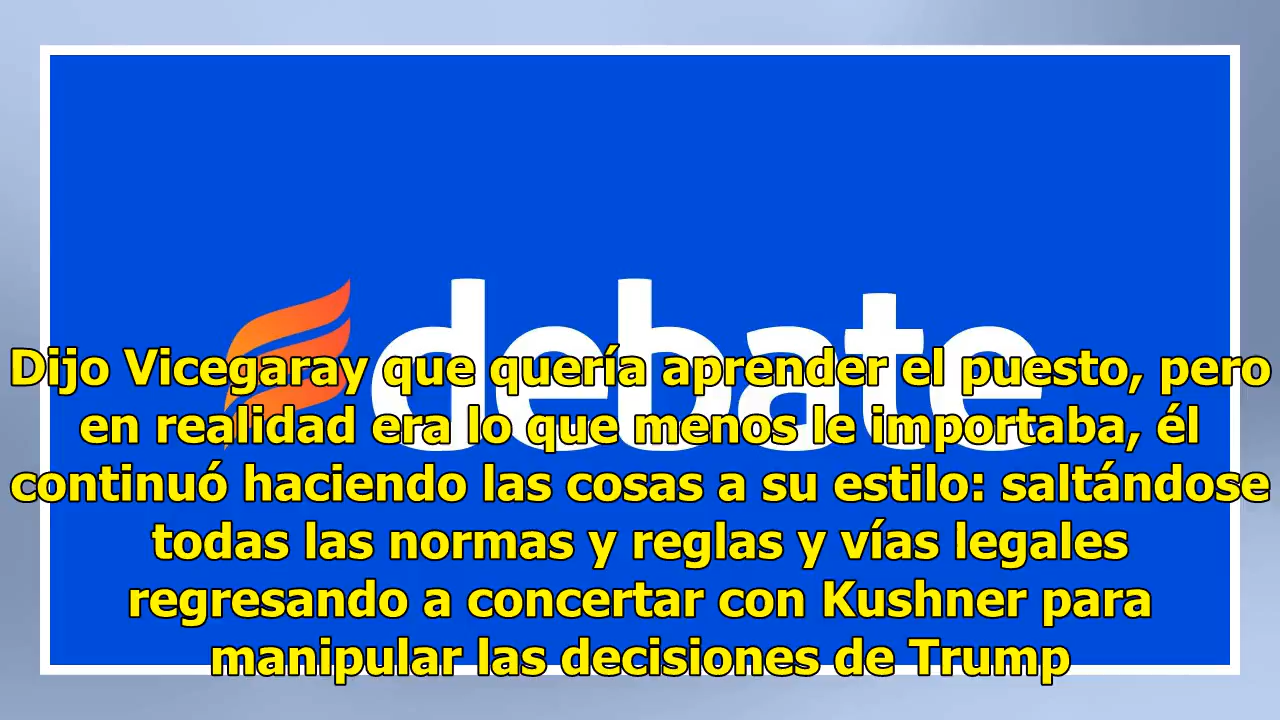 debate
Dijo Vicegaray que quería aprender el puesto, pero
en realidad era lo que menos le importaba, él
continuó haciendo las cosas a su estilo: saltándose
todas las normas y reglas y vías legales
regresando a concertar con Kushner para
manipular las decisiones de Trump